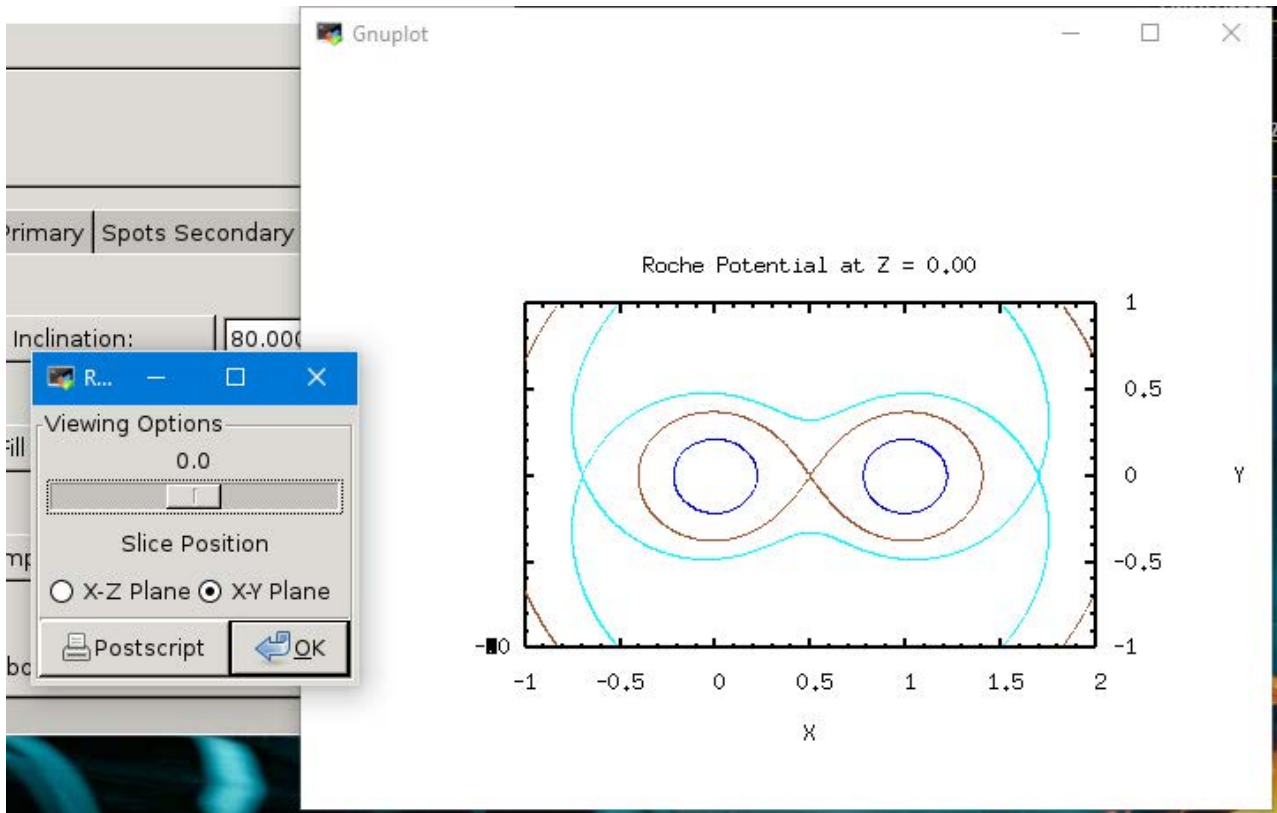 Gnuplot
Primary
Spots Secondary
Inclination:
80.000
R...
Viewing Options
0.0
Slice Position
X-Z Plane
X-Y Plane
Postscript
OK
Roche Potential at Z = 0.00
1
0.5
0
-0.5
-1
Y
-1
-0.5
0
0.5
1
1.5
2
X